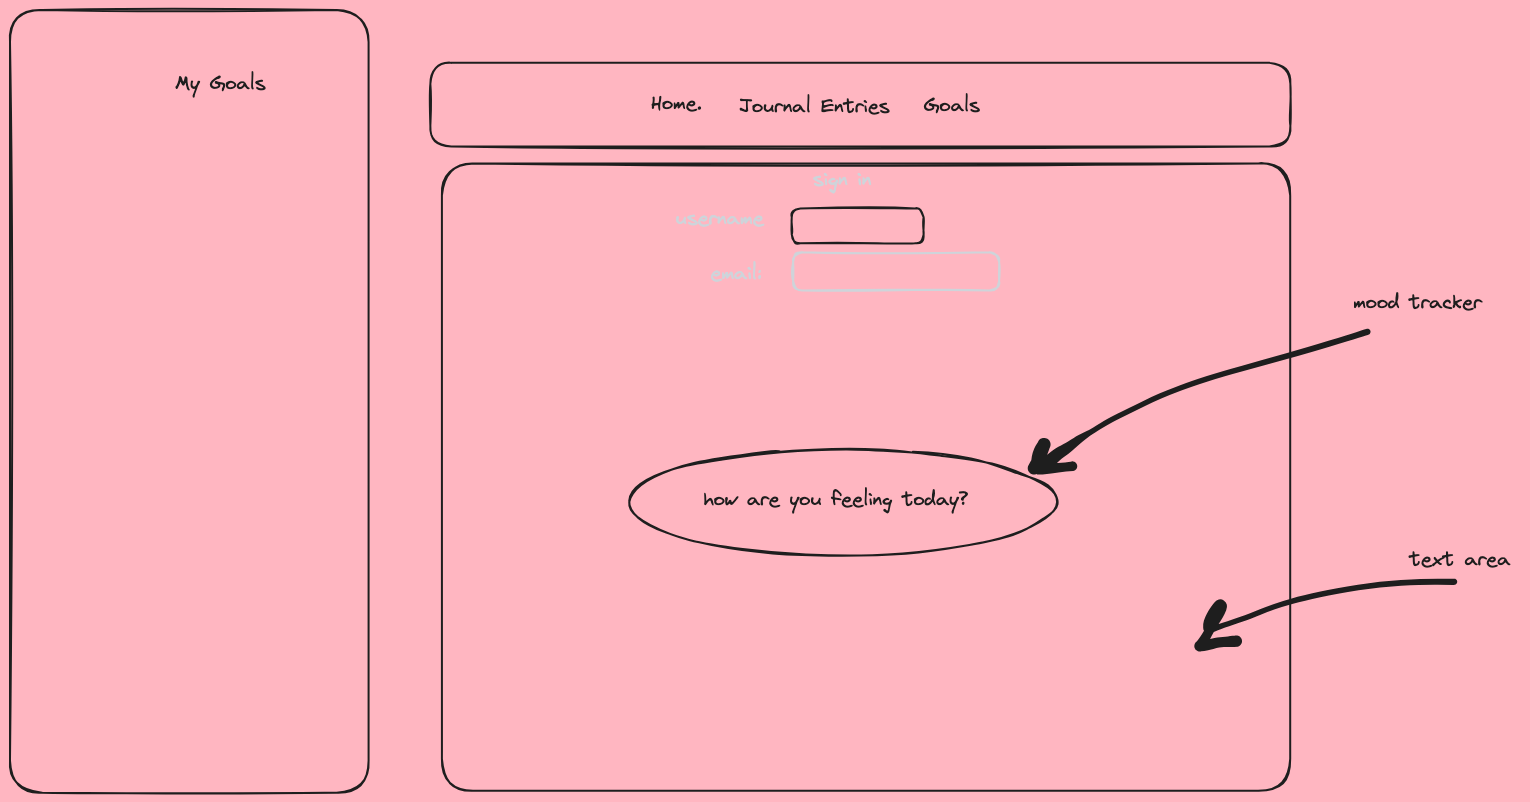 My Goals
Home. Journal Entries Goals
sign in
username
email:
mood tracker
how are you feeling today?
text area